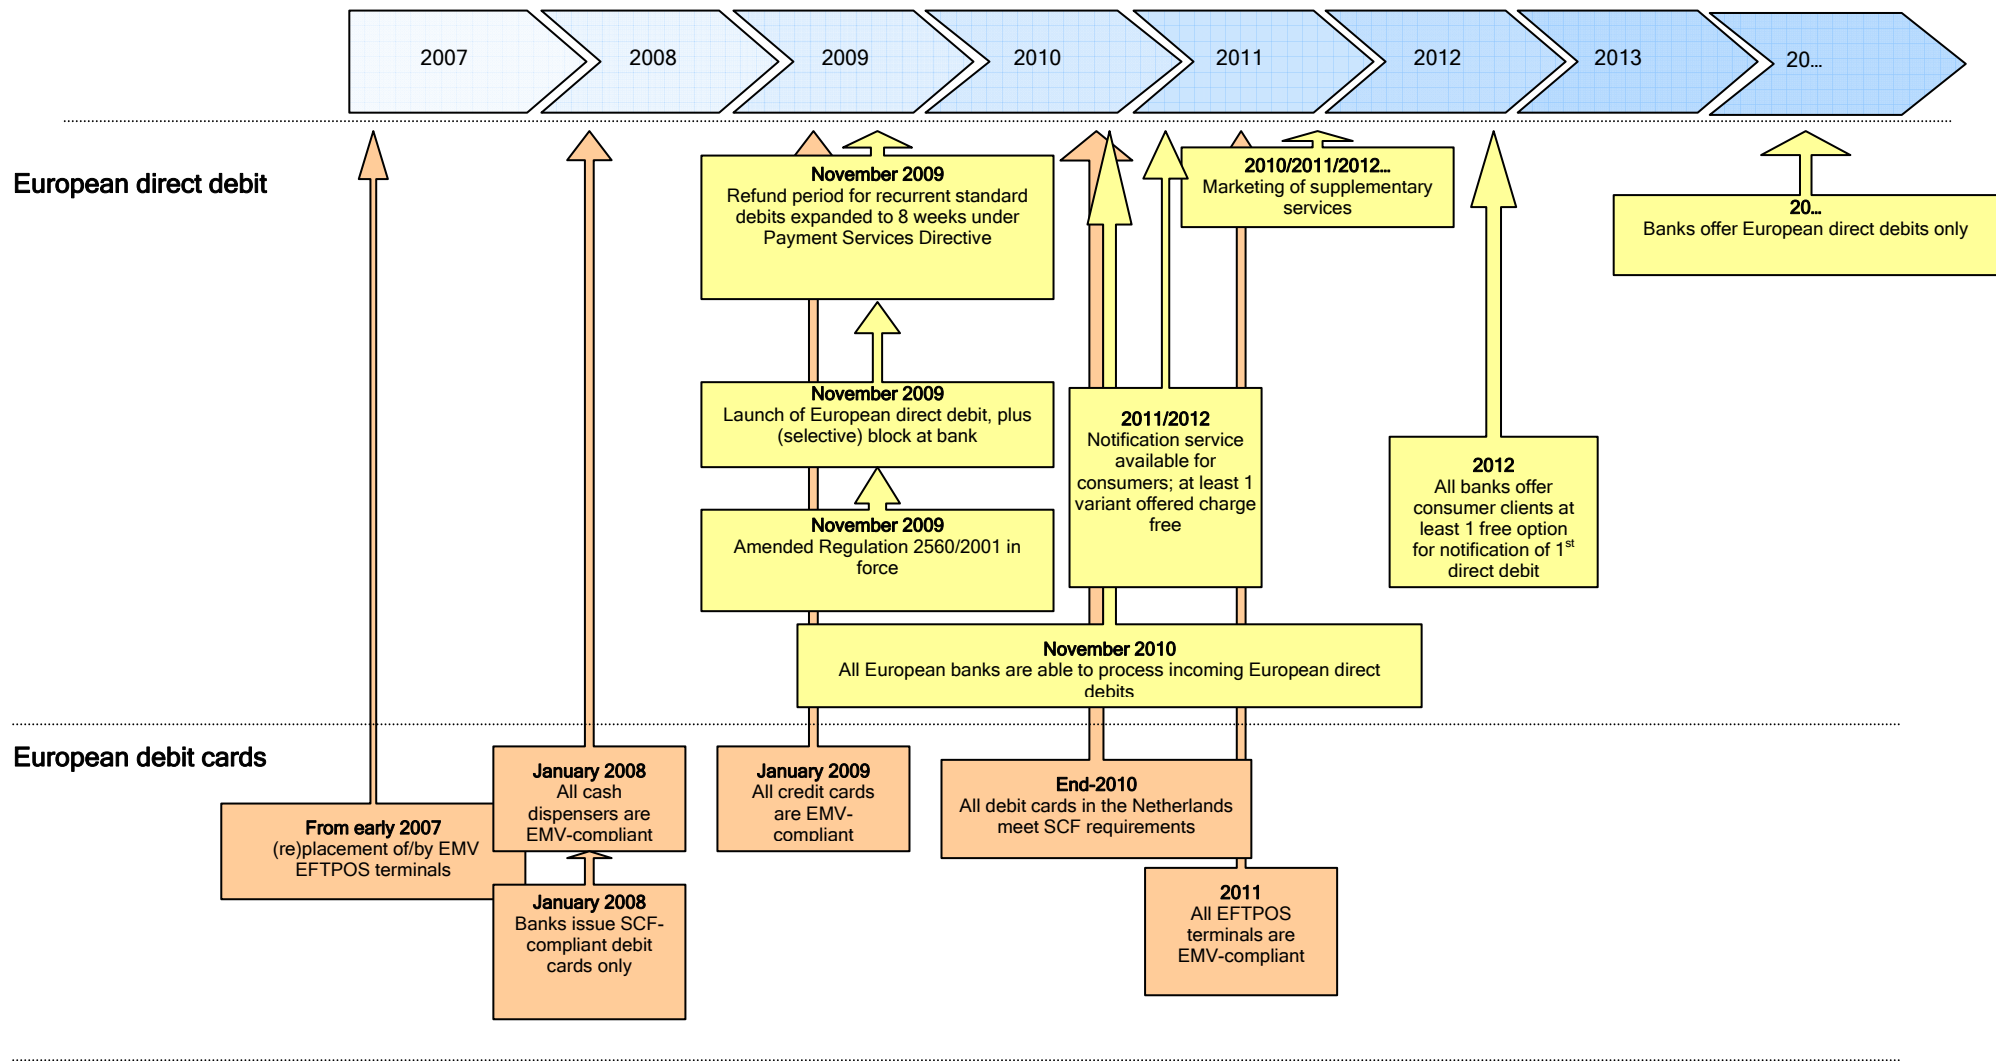 2007
2008
2009
2010
2011
2012
2013
20...
European direct debit
November 2009
Refund period for recurrent standard
debits expanded to 8 weeks under
Payment Services Directive
2010/2011/2012...
Marketing of supplementary
services
20...
Banks offer European direct debits only
November 2009
Launch of European direct debit, plus
(selective) block at bank
2011/2012
Notification service
available for
consumers; at least 1
variant offered charge
free
2012
All banks offer
consumer clients at
least 1 free option
for notification of 1st
direct debit
November 2009
Amended Regulation 2560/2001 in
force
November 2010
All European banks are able to process incoming European direct
debits
European debit cards
From early 2007
(re)placement of/by EMV
EFTPOS terminals
January 2008
All cash
dispensers are
EMV-compliant
January 2009
All credit cards
are EMV-
compliant
End-2010
All debit cards in the Netherlands
meet SCF requirements
January 2008
Banks issue SCF-
compliant debit
cards only
2011
All EFTPOS
terminals are
EMV-compliant